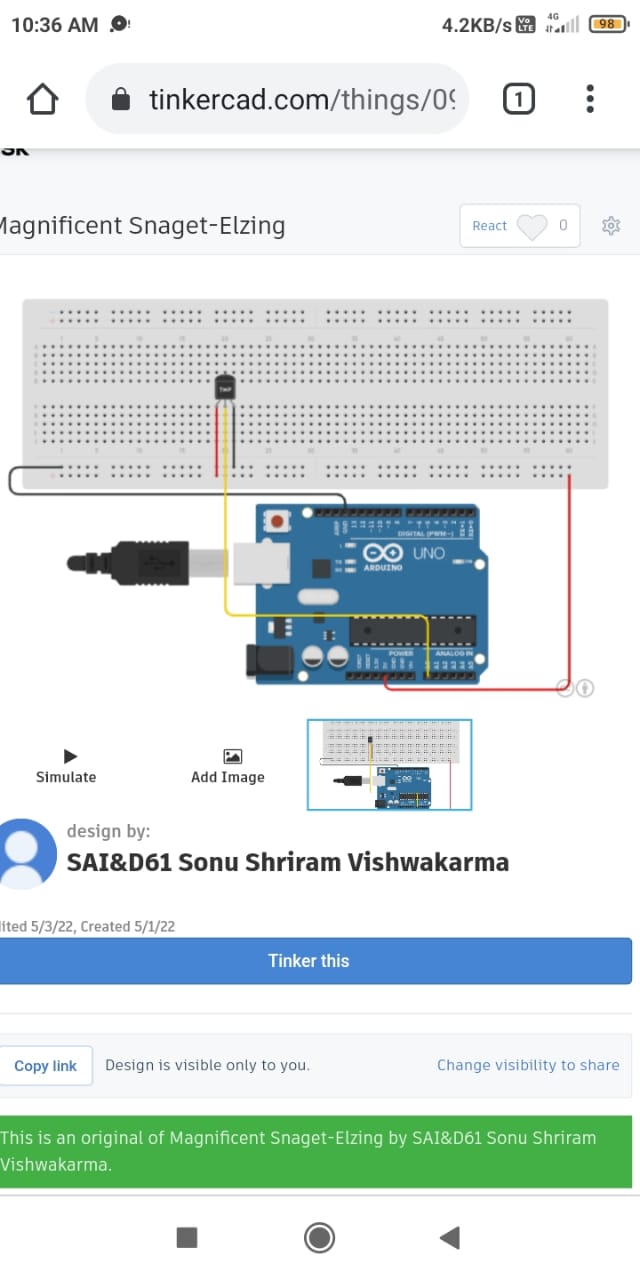 10:36 AM
4.2KB/s Vo LTE 4G 98
tinkercad.com/things/09
1
Magnificent Snaget-Elzing
React 0
TMP
DIGITAL (PWM~)
UNO
ARDUINO
POWER
ANALOG IN
Simulate
Add Image
design by:
SAI&D61 Sonu Shriram Vishwakarma
ited 5/3/22, Created 5/1/22
Tinker this
Copy link
Design is visible only to you.
Change visibility to share
This is an original of Magnificent Snaget-Elzing by SAI&D61 Sonu Shriram
Vishwakarma.